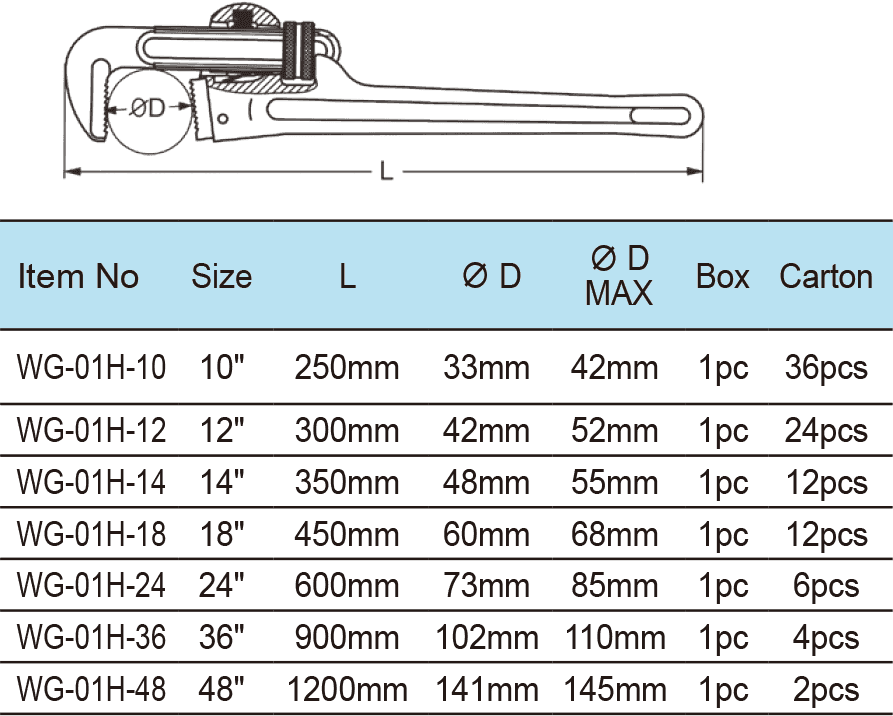 ØD
L
Item No Size L Ø D Ø D MAX Box Carton
WG-01H-10 10" 250mm 33mm 42mm 1pc 36pcs
WG-01H-12 12" 300mm 42mm 52mm 1pc 24pcs
WG-01H-14 14" 350mm 48mm 55mm 1pc 12pcs
WG-01H-18 18" 450mm 60mm 68mm 1pc 12pcs
WG-01H-24 24" 600mm 73mm 85mm 1pc 6pcs
WG-01H-36 36" 900mm 102mm 110mm 1pc 4pcs
WG-01H-48 48" 1200mm 141mm 145mm 1pc 2pcs